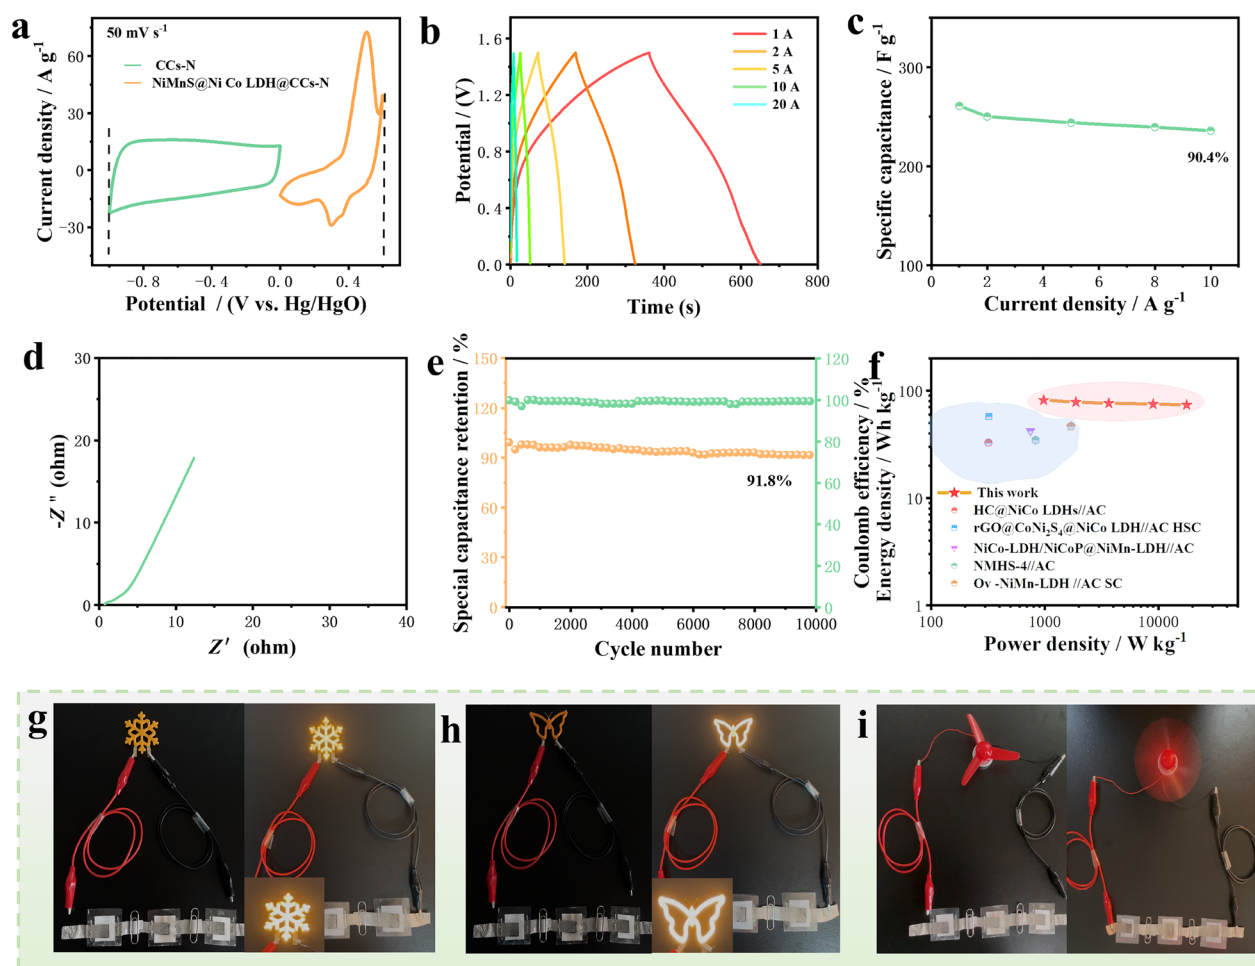 a
50 mV s-1
CCs-N
NiMnS@Ni Co LDH@CCs-N
60
30
0
−30
Current density / A g-1
−0.8
−0.4
0.0
0.4
Potential / (V vs. Hg/HgO)
b
1 A
2 A
5 A
10 A
20 A
1.6
1.2
0.8
0.4
0.0
Potential / (V)
0
200
400
600
800
Time (s)
c
300
200
100
Specific capacitance / F g-1
90.4%
0
2
4
6
8
10
Current density / A g-1
d
30
20
10
0
-Z'' (ohm)
0
10
20
30
40
Z' (ohm)
e
150
120
90
60
30
0
Special capacitance retention / %
91.8%
120
100
80
60
40
20
0
Coulomb efficiency / %
0
2000
4000
6000
8000
10000
Cycle number
f
100
10
1
Energy density / Wh kg-1
This work
HC@NiCo LDHs//AC
rGO@CoNi2S4@NiCo LDH//AC HSC
NiCo-LDH/NiCoP@NiMn-LDH//AC
NMHS-4//AC
Ov -NiMn-LDH //AC SC
100
1000
10000
Power density / W kg-1
g
h
i